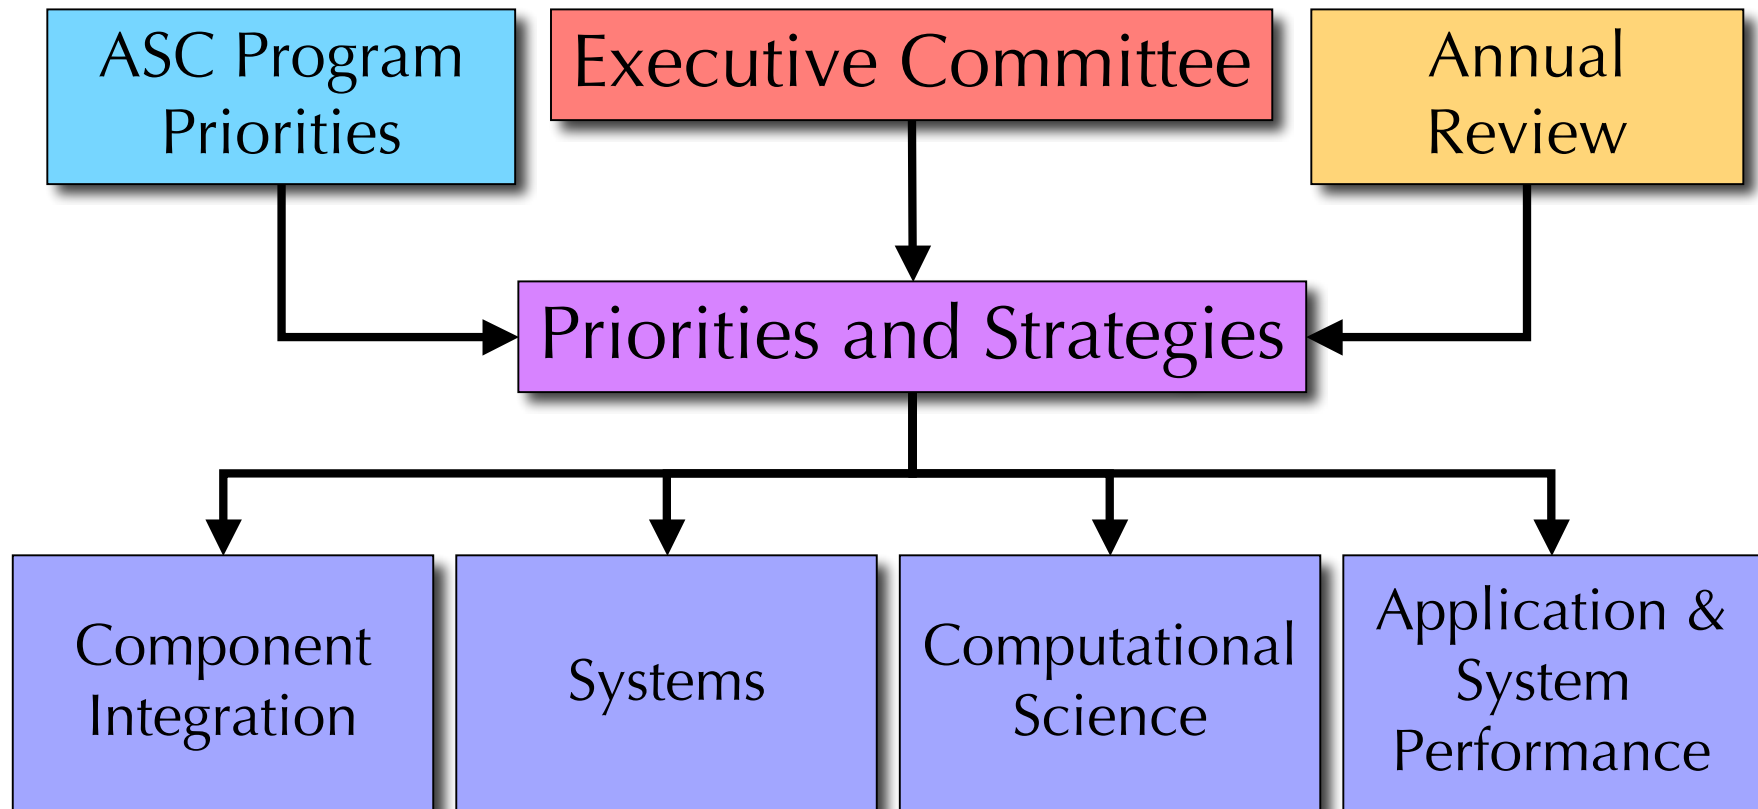 ASC Program
Priorities
Executive Committee
Annual
Review
Priorities and Strategies
Component
Integration
Systems
Computational
Science
Application &
System
Performance